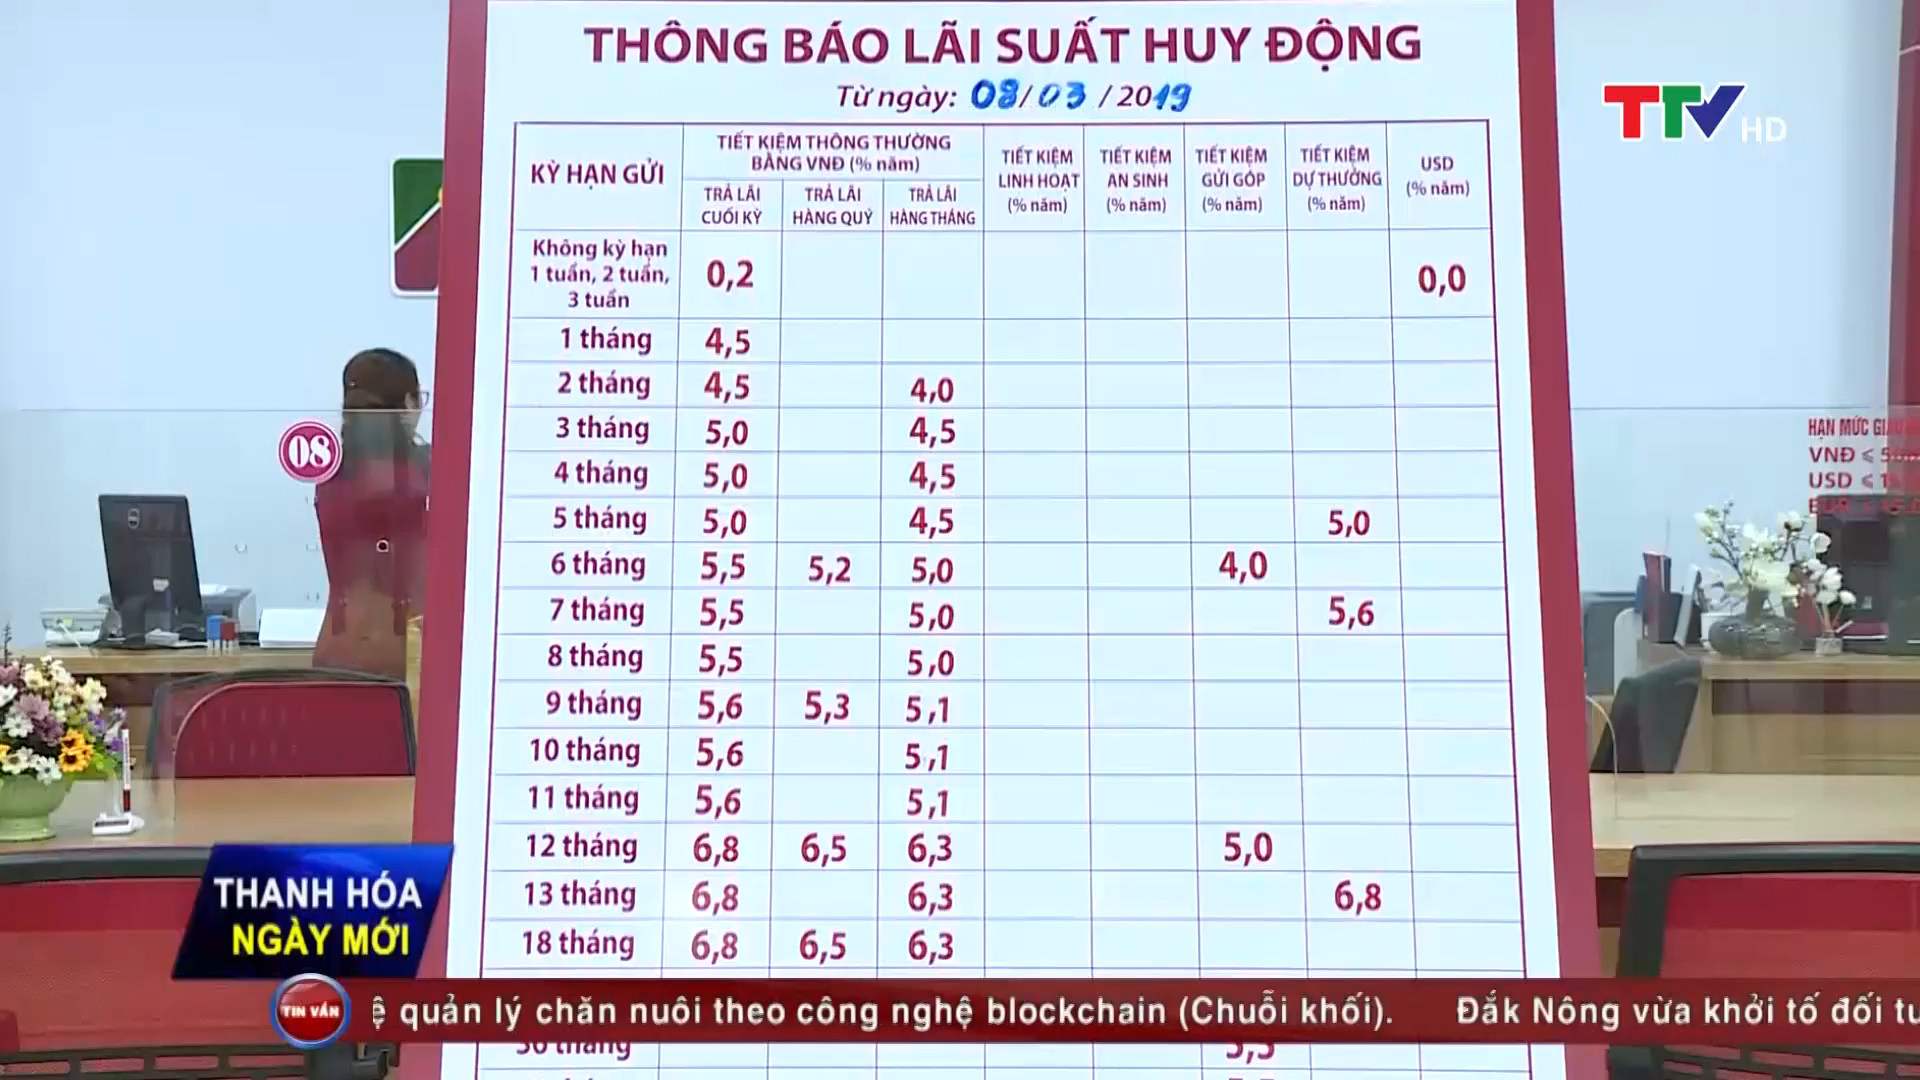 THÔNG BÁO LÃI SUẤT HUY ĐỘNG
Từ ngày: 08/03/2019
TTV HD
KỲ HẠN GỬI
TIẾT KIỆM THÔNG THƯỜNG
BẰNG VNĐ (% năm)
TRẢ LÃI
CUỐI KỲ
TRẢ LÃI
HÀNG QUÝ
TRẢ LÃI
HÀNG THÁNG
TIẾT KIỆM
LINH HOẠT
(% năm)
TIẾT KIỆM
AN SINH
(% năm)
TIẾT KIỆM
GỬI GÓP
(% năm)
TIẾT KIỆM
DỰ THƯỞNG
(% năm)
USD
(% năm)
Không kỳ hạn
1 tuần, 2 tuần,
3 tuần
0,2 0,0
1 tháng 4,5
2 tháng 4,5 4,0
3 tháng 5,0 4,5
4 tháng 5,0 4,5
5 tháng 5,0 4,5 5,0
6 tháng 5,5 5,2 5,0 4,0
7 tháng 5,5 5,0 5,6
8 tháng 5,5 5,0
9 tháng 5,6 5,3 5,1
10 tháng 5,6 5,1
11 tháng 5,6 5,1
12 tháng 6,8 6,5 6,3 5,0
13 tháng 6,8 6,3 6,8
18 tháng 6,8 6,5 6,3
08
HẠN MỨC
VNĐ ≤
USD ≤
EUR ≤
THANH HÓA
NGÀY MỚI
TIN VẮN
ệ quản lý chăn nuôi theo công nghệ blockchain (Chuỗi khối). Đắk Nông vừa khởi tố đối tư